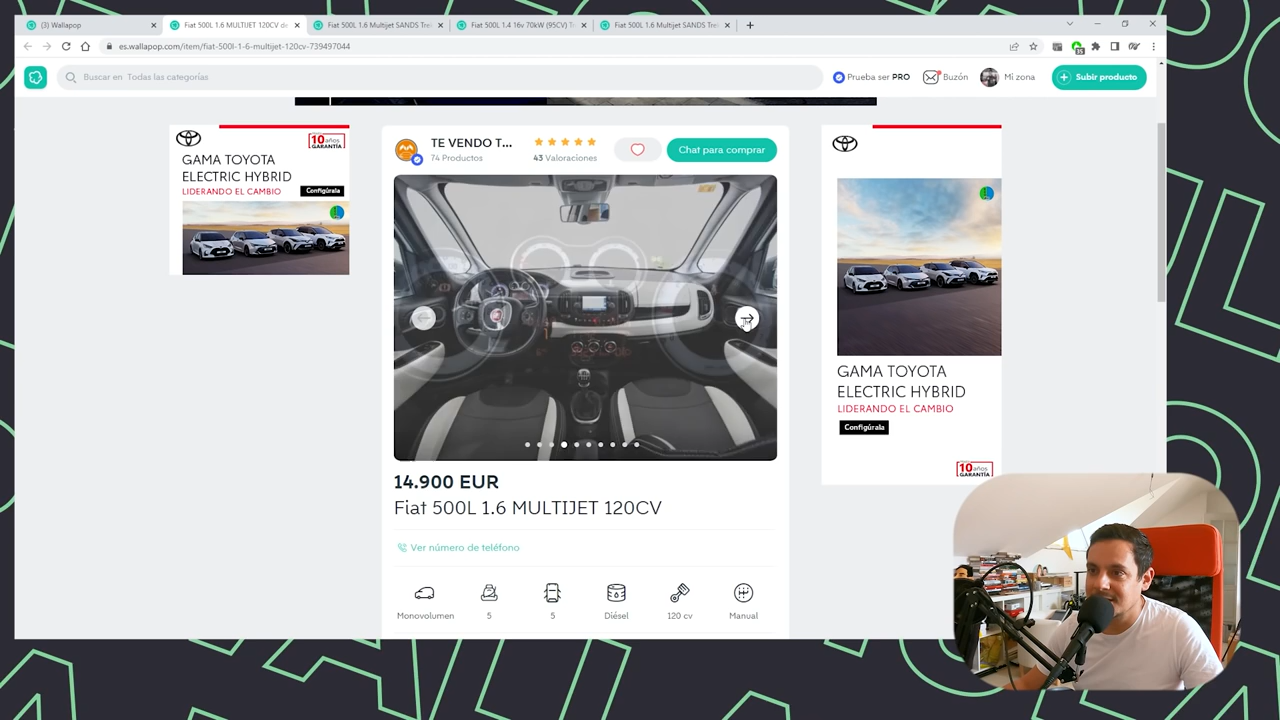 (3) Wallapop
Fiat 500L 1.6 MULTIJET 120CV de
Fiat 500L 1.6 Multijet SANDS Tre
Fiat 500L 1.4 16v 70kW (95CV) Tr
Fiat 500L 1.6 Multijet SANDS Tre
es.wallapop.com/item/fiat-500l-1-6-multijet-120cv-739497044
Buscar en Todas las categorías
Prueba ser PRO
Buzón
Mi zona
Subir producto
10 años
GARANTÍA
GAMA TOYOTA
ELECTRIC HYBRID
LIDERANDO EL CAMBIO
Configúrala
TE VENDO T...
74 Productos
43 Valoraciones
Chat para comprar
14.900 EUR
Fiat 500L 1.6 MULTIJET 120CV
Ver número de teléfono
Monovolumen
5
5
Diésel
120 cv
Manual
GAMA TOYOTA
ELECTRIC HYBRID
LIDERANDO EL CAMBIO
Configúrala
10 años
GARANTÍA